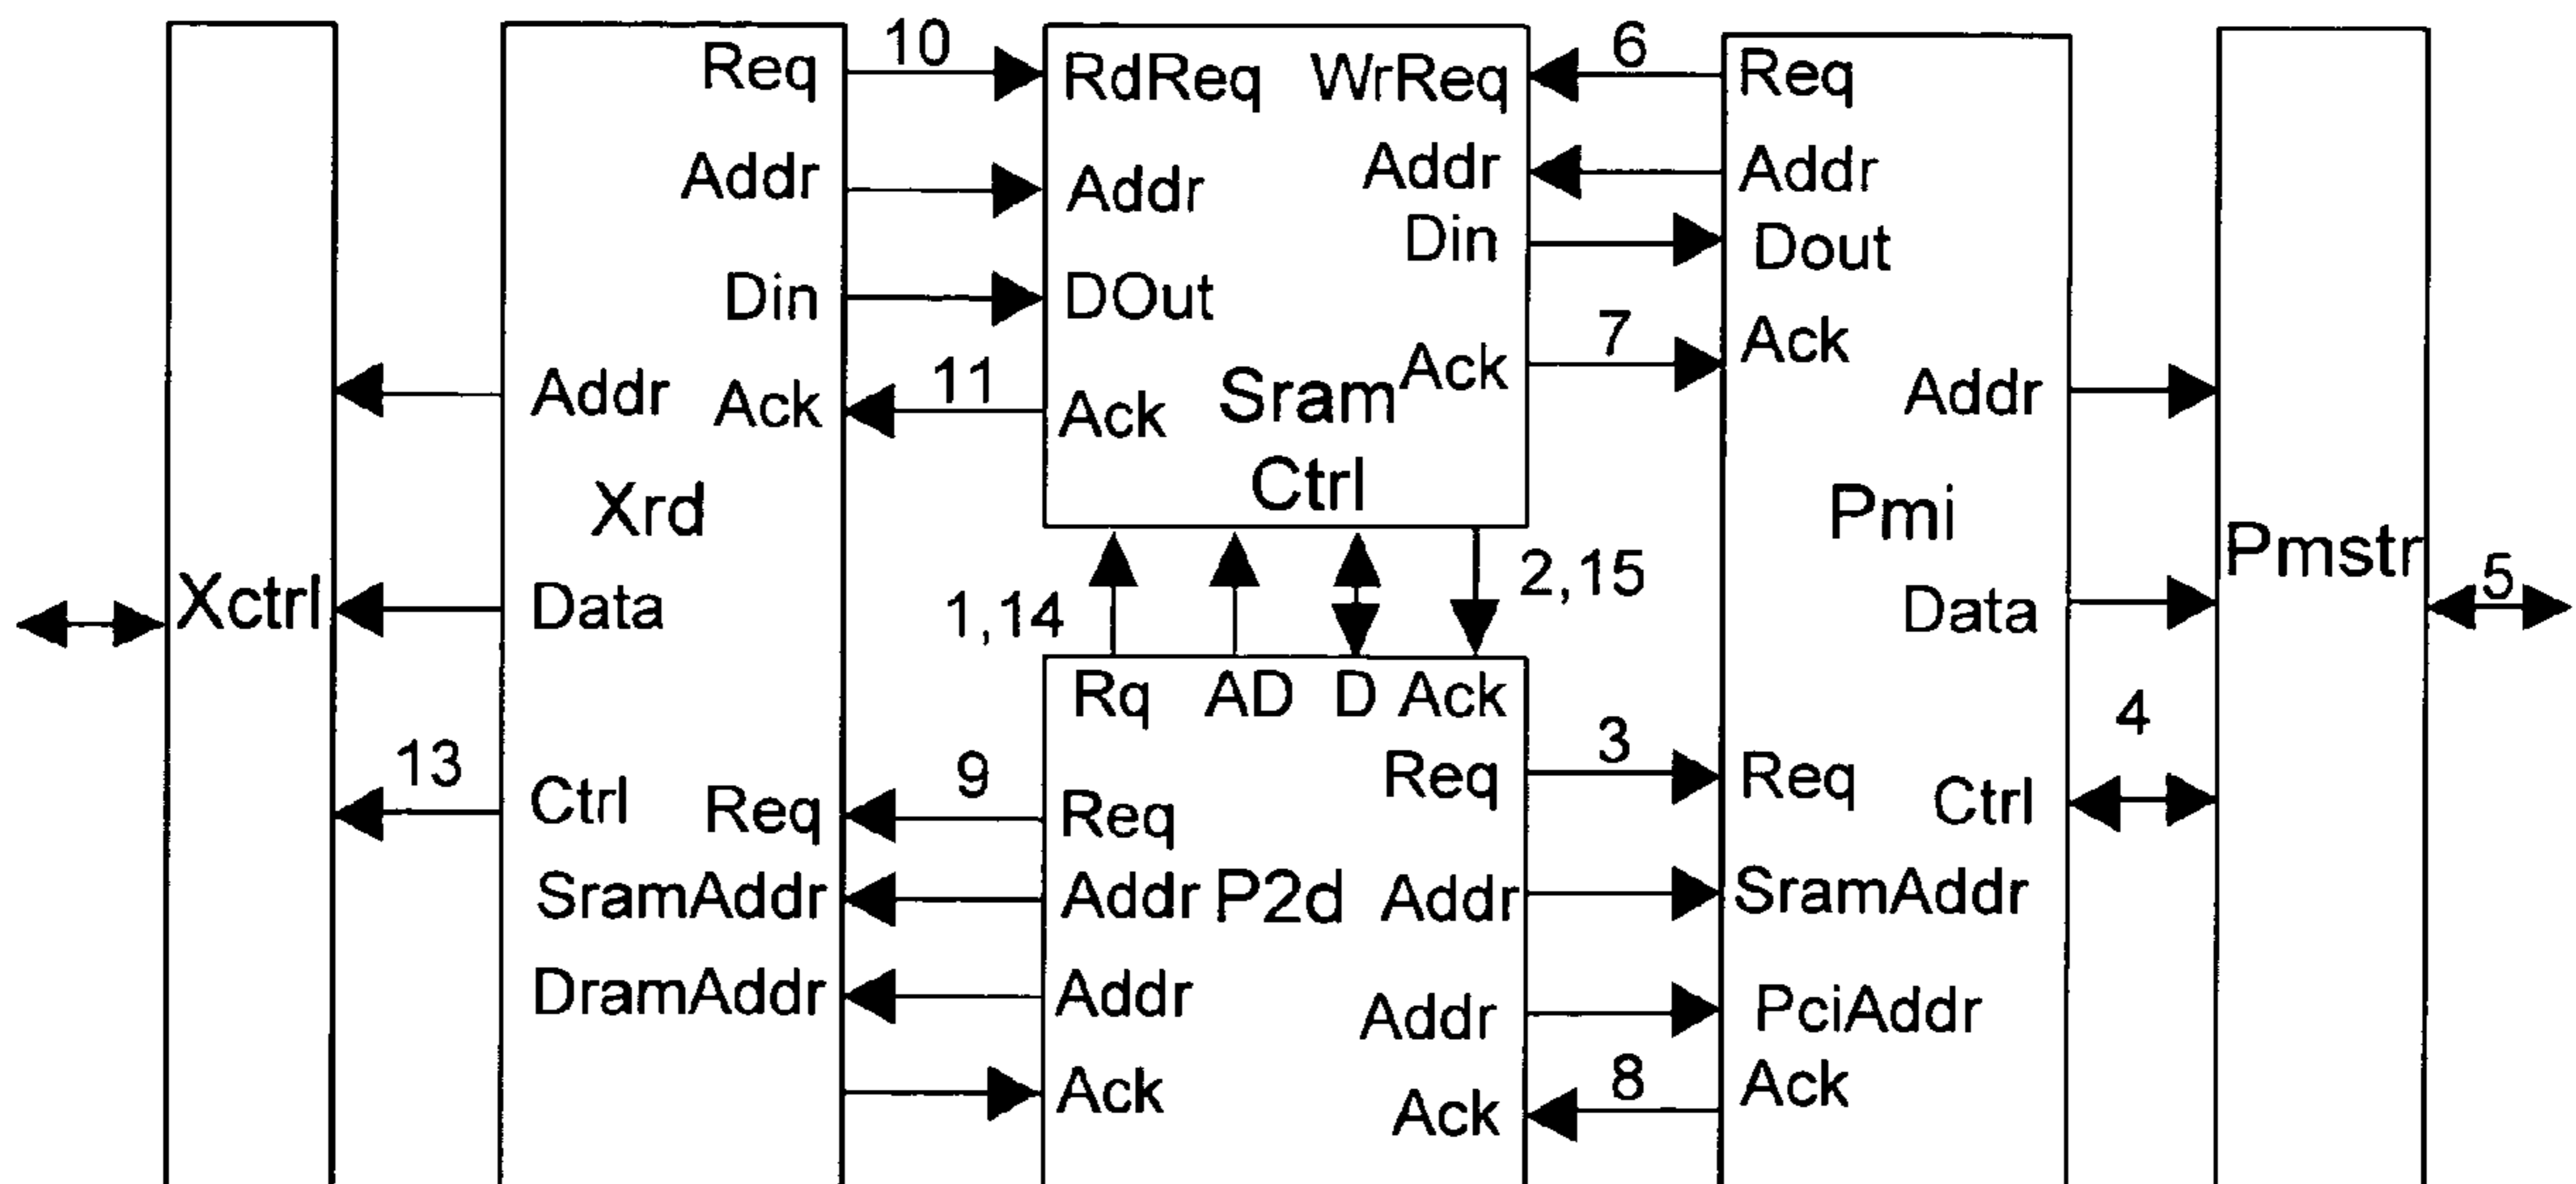 Req
10
RdReq
WrReq
6
Req
Addr
Addr
Addr
Addr
Din
DOut
Din
Dout
Addr
Ack
11
Ack
Sram
Ctrl
Ack
7
Ack
Addr
Xrd
Pmi
Pmstr
5
Xctrl
Data
1,14
2,15
Data
Rq
AD
D
Ack
13
Ctrl
Req
9
Req
Req
3
Req
Ctrl
4
SramAddr
Addr
P2d
Addr
SramAddr
DramAddr
Addr
Addr
PciAddr
Ack
Ack
8
Ack